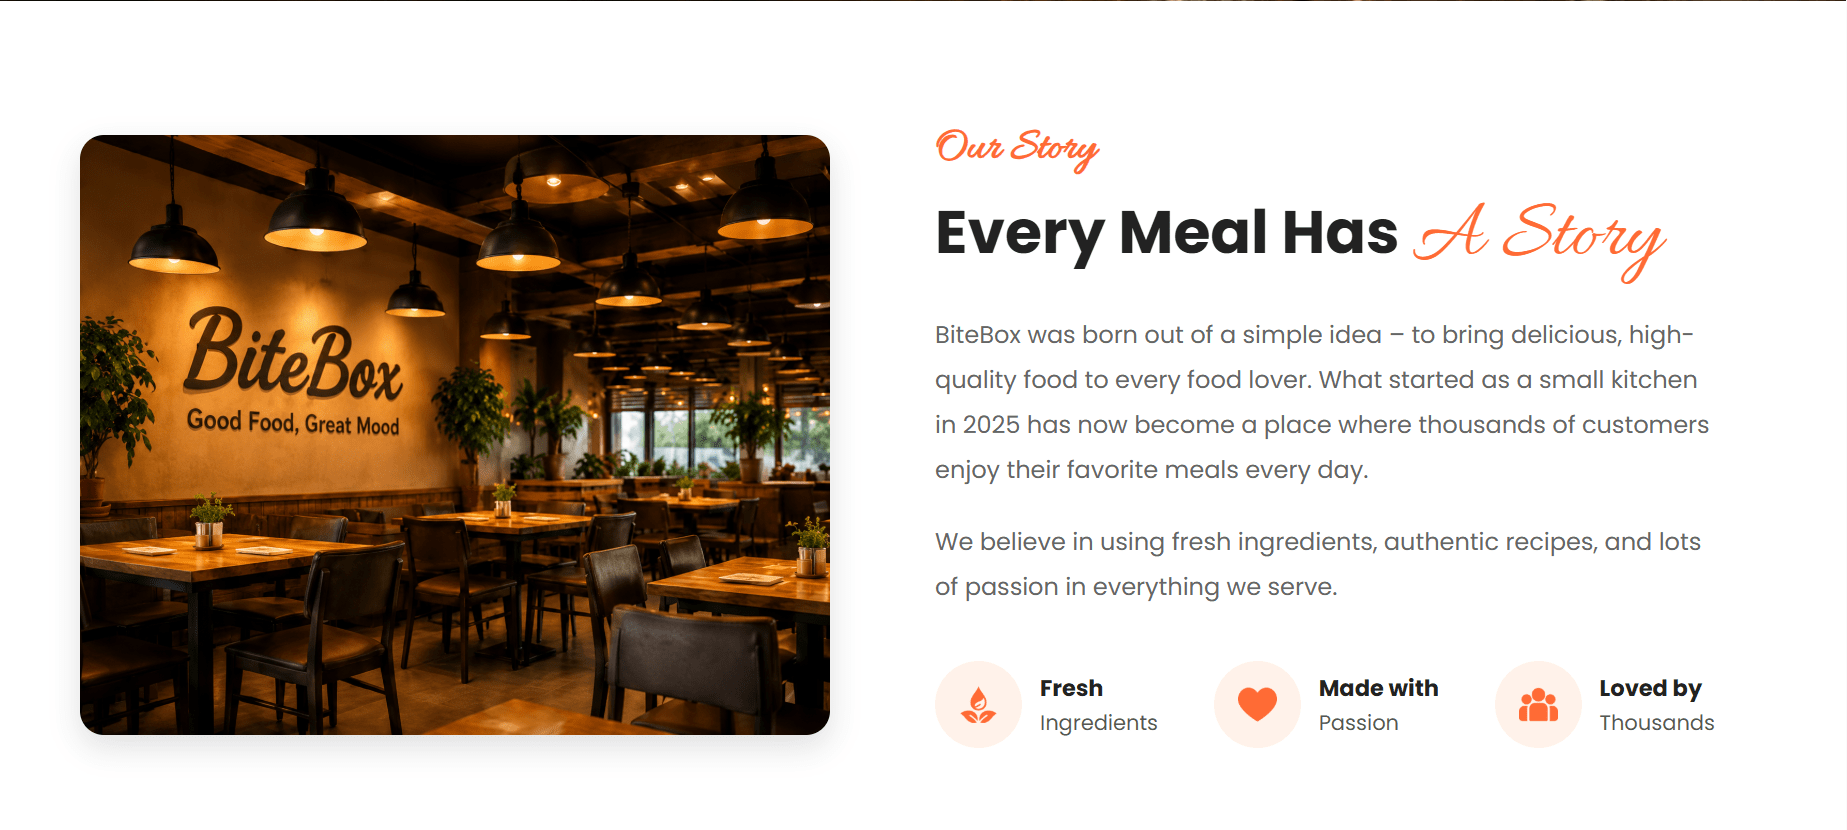 BiteBox
Good Food, Great Mood
Our Story
Every Meal Has A Story
BiteBox was born out of a simple idea – to bring delicious, high-
quality food to every food lover. What started as a small kitchen
in 2025 has now become a place where thousands of customers
enjoy their favorite meals every day.
We believe in using fresh ingredients, authentic recipes, and lots
of passion in everything we serve.
Fresh
Ingredients
Made with
Passion
Loved by
Thousands